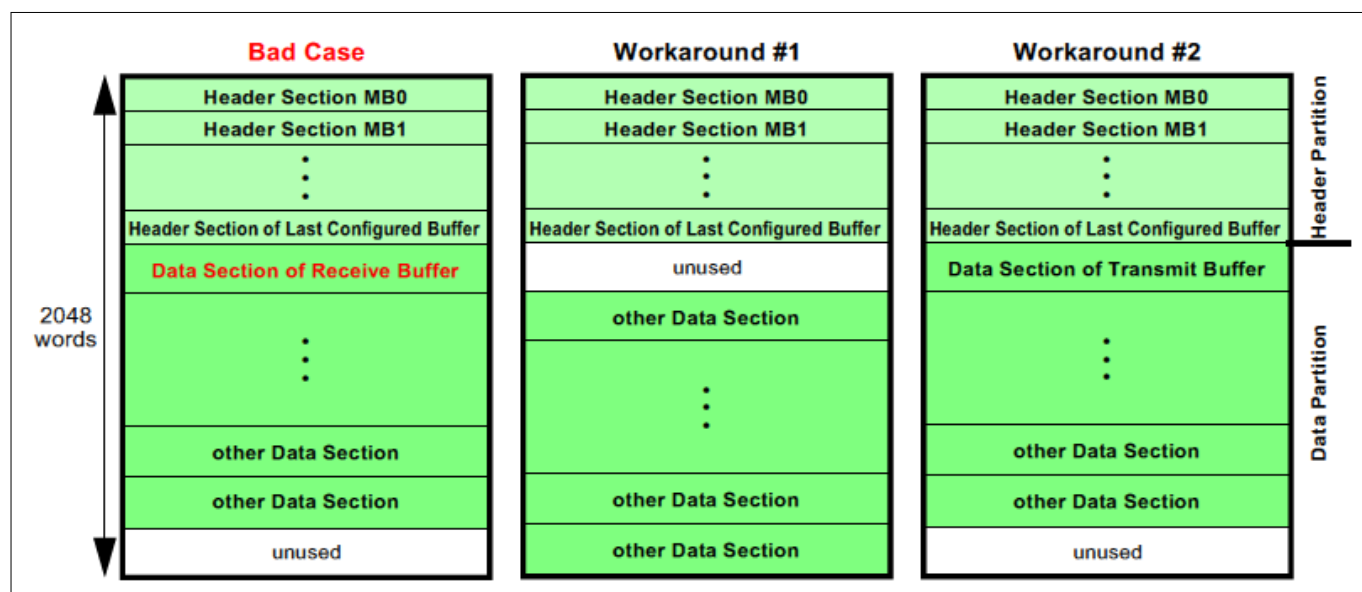 Bad Case
Header Section MB0
Header Section MB1
Header Section of Last Configured Buffer
Data Section of Receive Buffer
other Data Section
other Data Section
unused
2048
words
Workaround #1
Header Section MB0
Header Section MB1
Header Section of Last Configured Buffer
unused
other Data Section
other Data Section
other Data Section
Workaround #2
Header Section MB0
Header Section MB1
Header Section of Last Configured Buffer
Data Section of Transmit Buffer
other Data Section
other Data Section
unused
Header Partition
Data Partition